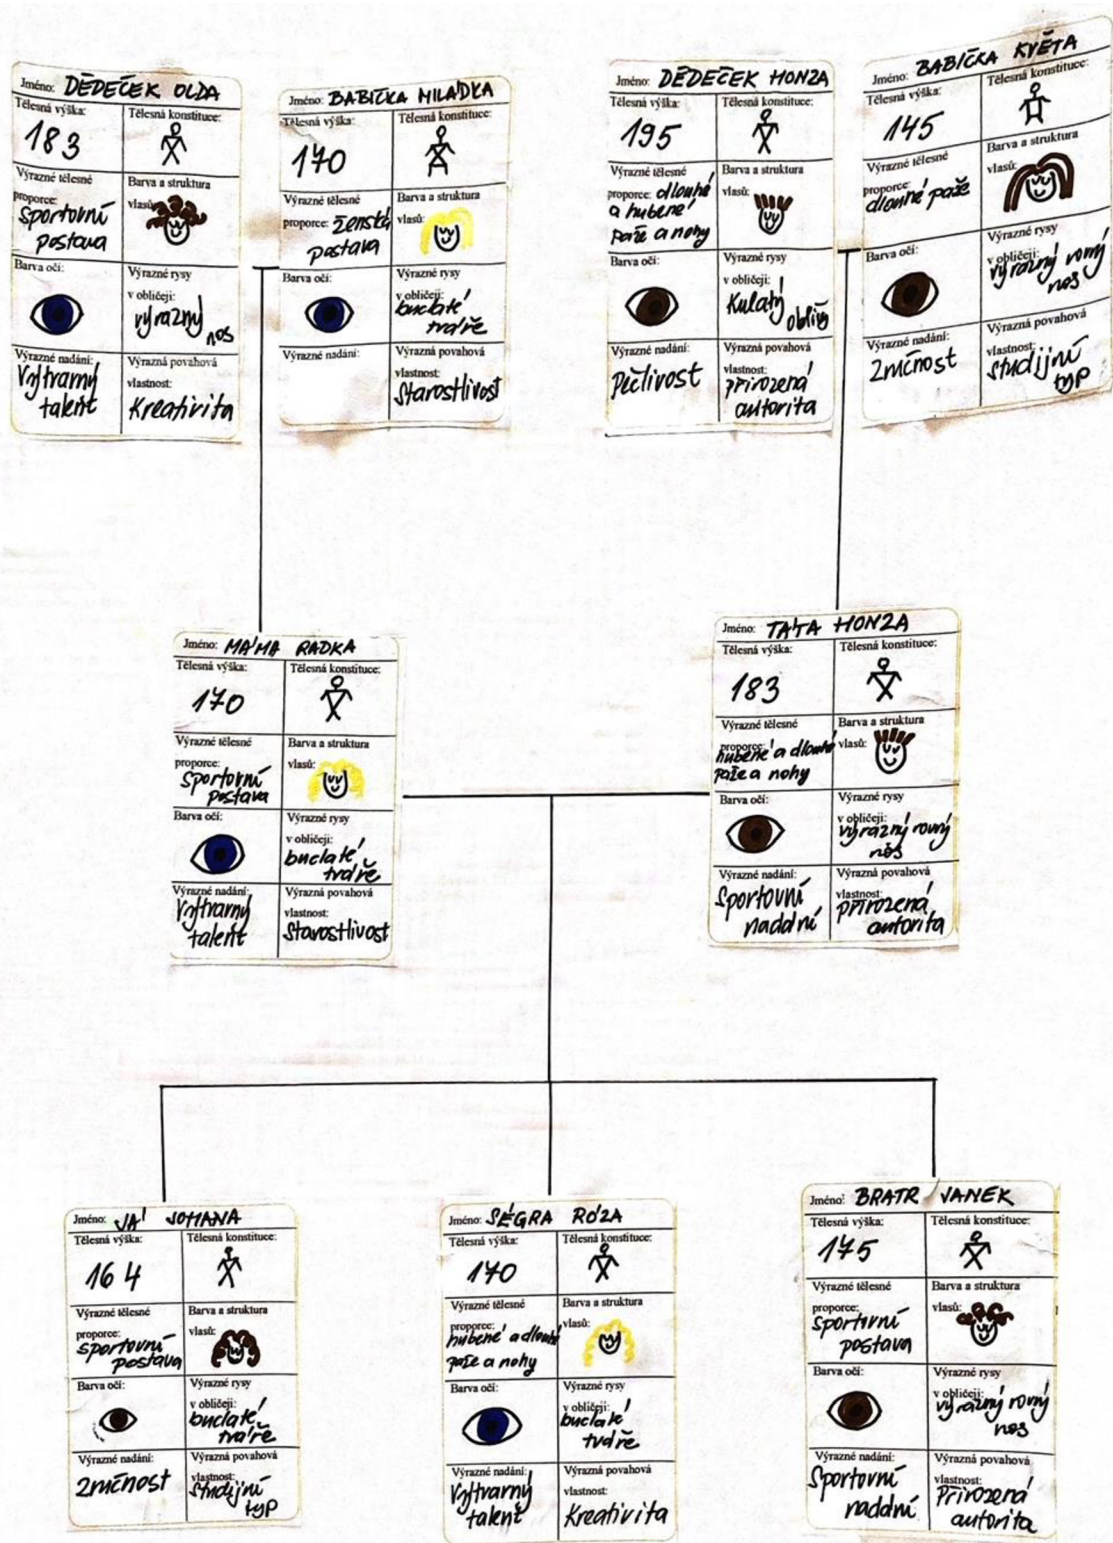 Jméno: DĚDEČEK OLDA
Tělesná výška:
183
Tělesná konstituce:
Výrazné tělesné
proporce: sportovní
postava
Barva a struktura
vlasů:
Barva očí:
Výrazné rysy
v obličeji:
výrazný
nos
Výrazné nadání:
Výtvarný
talent
Výrazná povahová
vlastnost:
Kreativita
Jméno: BABIČKA MILADKA
Tělesná výška:
170
Tělesná konstituce:
Výrazné tělesné
proporce: ženská
postava
Barva a struktura
vlasů:
Barva očí:
Výrazné rysy
v obličeji:
buclaté
tváře
Výrazné nadání:
Výrazná povahová
vlastnost:
Starostlivost
Jméno: DĚDEČEK HONZA
Tělesná výška:
195
Tělesná konstituce:
Výrazné tělesné
proporce: dlouhé
a hubené
paže a nohy
Barva a struktura
vlasů:
Barva očí:
Výrazné rysy
v obličeji:
Kulatý
obličej
Výrazné nadání:
Pečlivost
Výrazná povahová
vlastnost:
přirozená
autorita
Jméno: BABIČKA KVĚTA
Tělesná výška:
145
Tělesná konstituce:
Výrazné tělesné
proporce:
dlouhé paže
Barva a struktura
vlasů:
Barva očí:
Výrazné rysy
v obličeji:
výrazný rovný
nos
Výrazné nadání:
Zručnost
Výrazná povahová
vlastnost:
studijní
typ
Jméno: MÁMA RADKA
Tělesná výška:
170
Tělesná konstituce:
Výrazné tělesné
proporce:
sportovní
postava
Barva a struktura
vlasů:
Barva očí:
Výrazné rysy
v obličeji:
buclaté
tváře
Výrazné nadání:
Výtvarný
talent
Výrazná povahová
vlastnost:
Starostlivost
Jméno: TÁTA HONZA
Tělesná výška:
183
Tělesná konstituce:
Výrazné tělesné
proporce:
hubené a dlouhé
paže a nohy
Barva a struktura
vlasů:
Barva očí:
Výrazné rysy
v obličeji:
výrazný rovný
nos
Výrazné nadání:
Sportovní
nadání
Výrazná povahová
vlastnost:
přirozená
autorita
Jméno: JÁ JOHANA
Tělesná výška:
164
Tělesná konstituce:
Výrazné tělesné
proporce:
sportovní
postava
Barva a struktura
vlasů:
Barva očí:
Výrazné rysy
v obličeji:
buclaté
tváře
Výrazné nadání:
Zručnost
Výrazná povahová
vlastnost:
Studijní
typ
Jméno: SÉGRA RÓZA
Tělesná výška:
170
Tělesná konstituce:
Výrazné tělesné
proporce:
hubené a dlouhé
paže a nohy
Barva a struktura
vlasů:
Barva očí:
Výrazné rysy
v obličeji:
buclaté
tváře
Výrazné nadání:
Výtvarný
talent
Výrazná povahová
vlastnost:
Kreativita
Jméno: BRATR JANEK
Tělesná výška:
175
Tělesná konstituce:
Výrazné tělesné
proporce:
sportovní
postava
Barva a struktura
vlasů:
Barva očí:
Výrazné rysy
v obličeji:
výrazný rovný
nos
Výrazné nadání:
Sportovní
nadání
Výrazná povahová
vlastnost:
Přirozená
autorita